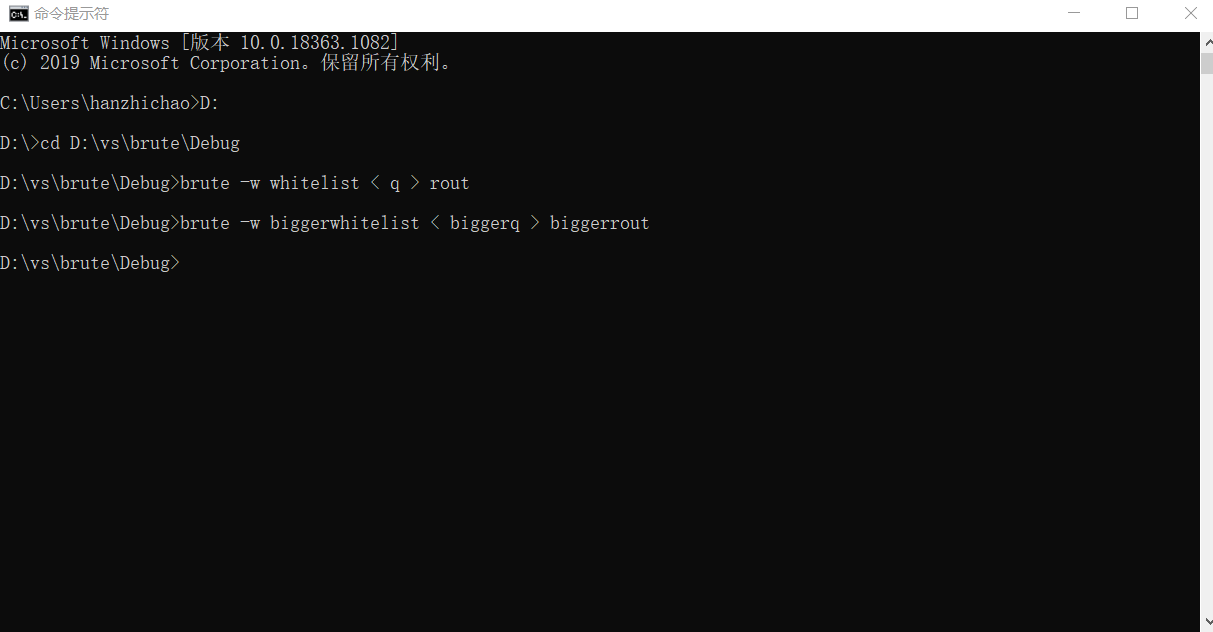 命令提示符
Microsoft Windows [版本 10.0.18363.1082]
(c) 2019 Microsoft Corporation。保留所有权利。
C:\Users\hanzhichao>D:
D:\>cd D:\vs\brute\Debug
D:\vs\brute\Debug>brute -w whitelist < q > rout
D:\vs\brute\Debug>brute -w biggerwhitelist < biggerq > biggerrout
D:\vs\brute\Debug>